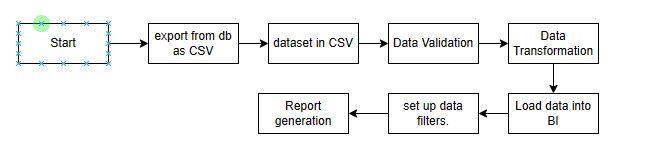 Start
export from db
as CSV
dataset in CSV
Data Validation
Data
Transformation
Load data into
BI
set up data
filters.
Report
generation